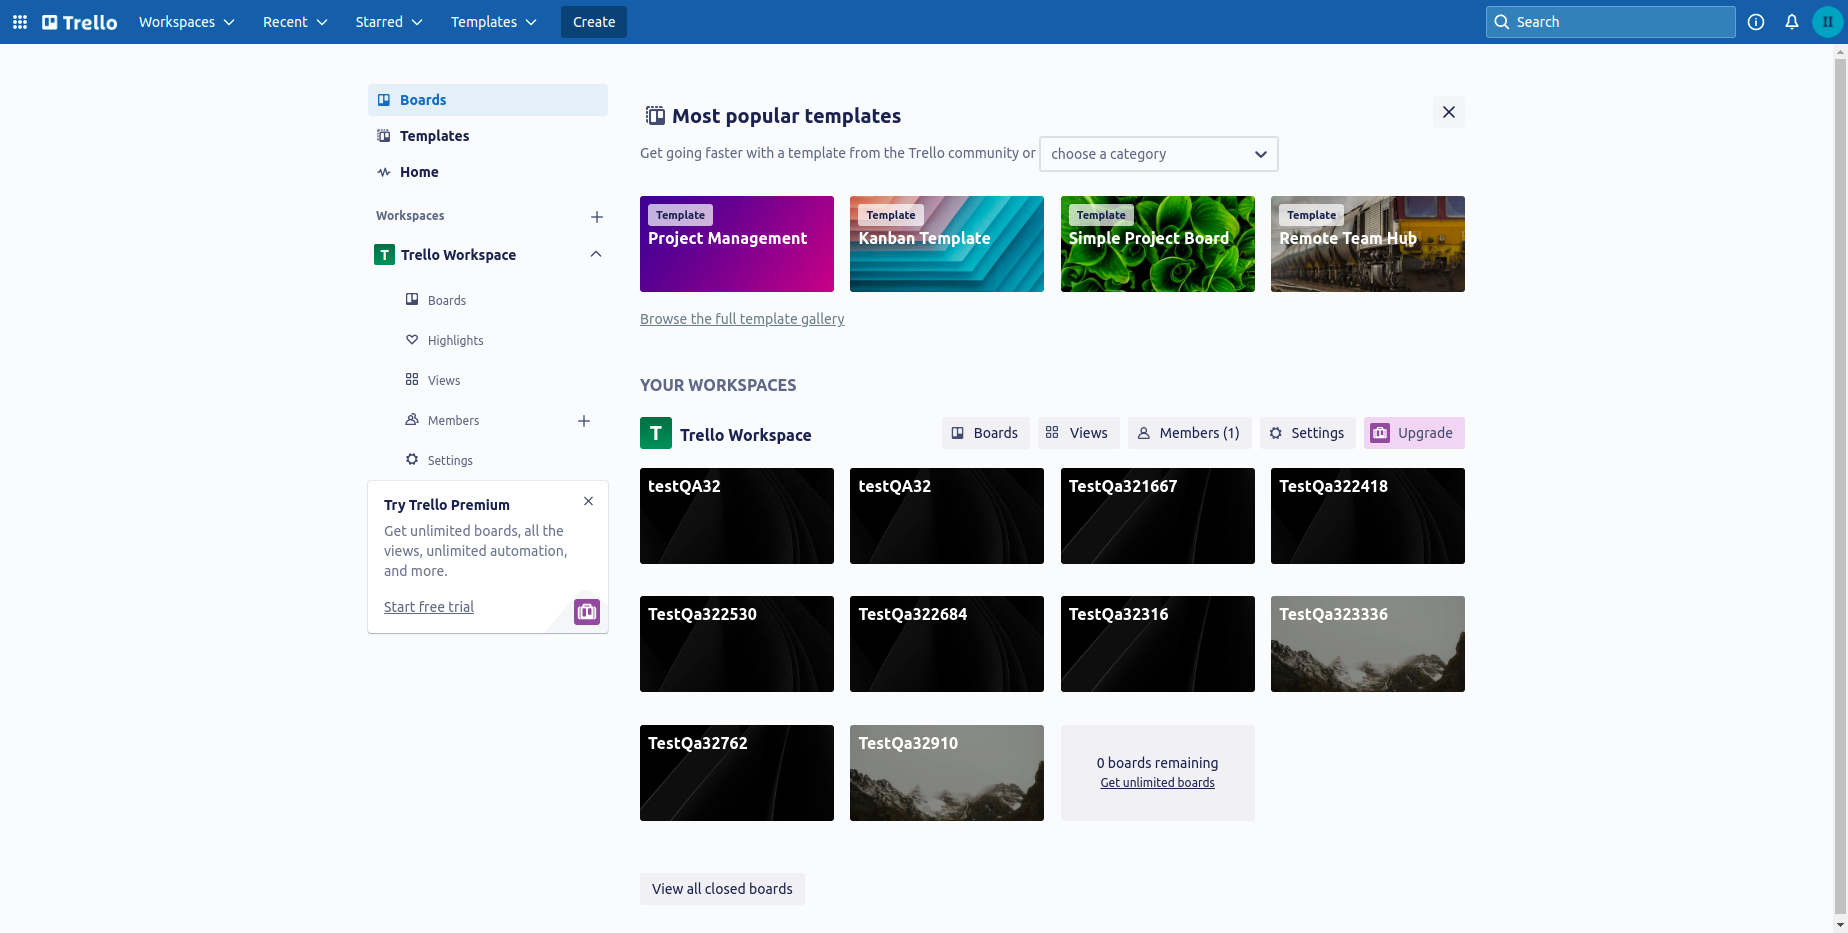 Trello
Workspaces
Recent
Starred
Templates
Create
Search
II
Boards
Templates
Home
Workspaces
T Trello Workspace
Boards
Highlights
Views
Members
Settings
Try Trello Premium
Get unlimited boards, all the
views, unlimited automation,
and more.
Start free trial
Most popular templates
Get going faster with a template from the Trello community or choose a category
Template
Project Management
Template
Kanban Template
Template
Simple Project Board
Template
Remote Team Hub
Browse the full template gallery
YOUR WORKSPACES
T Trello Workspace
Boards
Views
Members (1)
Settings
Upgrade
testQA32
testQA32
TestQa321667
TestQa322418
TestQa322530
TestQa322684
TestQa32316
TestQa323336
TestQa32762
TestQa32910
0 boards remaining
Get unlimited boards
View all closed boards